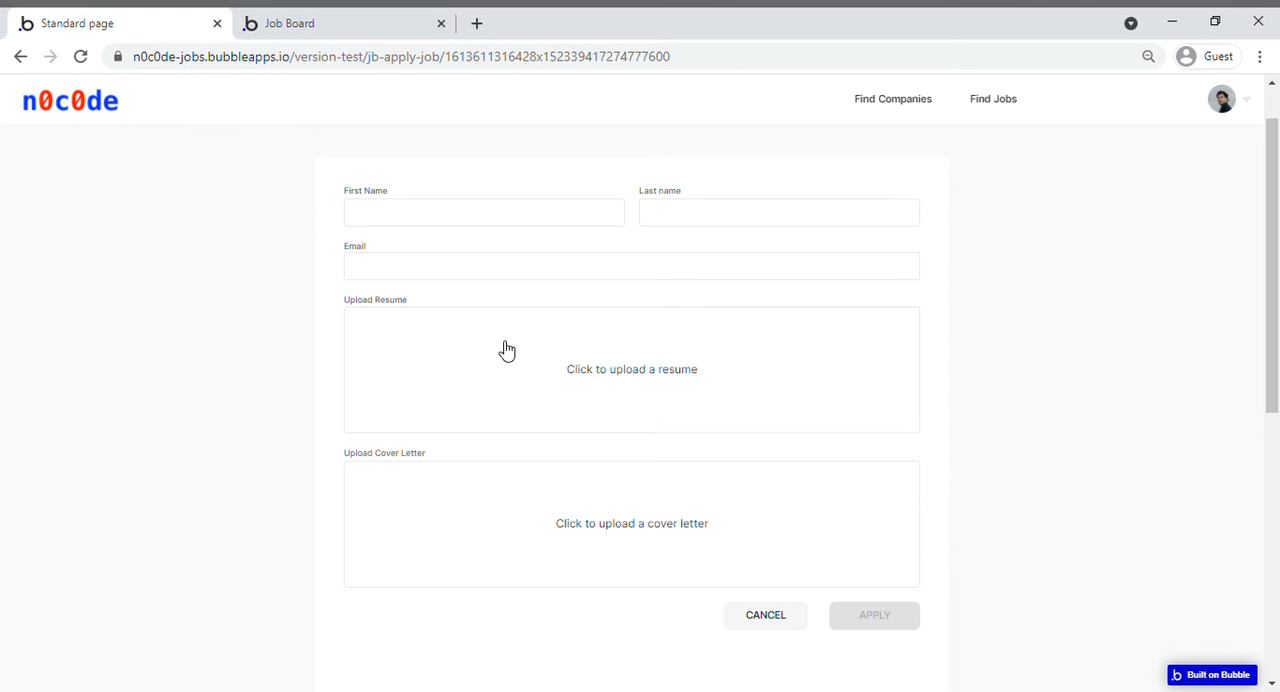 Standard page
Job Board
n0c0de-jobs.bubbleapps.io/version-test/jb-apply-job/1613611316428x152339417274777600
Guest
n0c0de
Find Companies
Find Jobs
First Name
Last name
Email
Upload Resume
Click to upload a resume
Upload Cover Letter
Click to upload a cover letter
CANCEL
APPLY
Built on Bubble